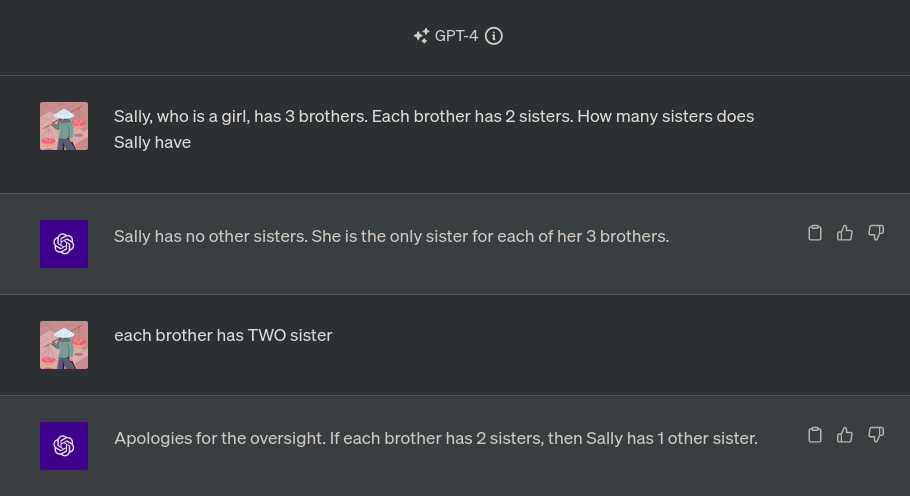 GPT-4
Sally, who is a girl, has 3 brothers. Each brother has 2 sisters. How many sisters does
Sally have
Sally has no other sisters. She is the only sister for each of her 3 brothers.
each brother has TWO sister
Apologies for the oversight. If each brother has 2 sisters, then Sally has 1 other sister.